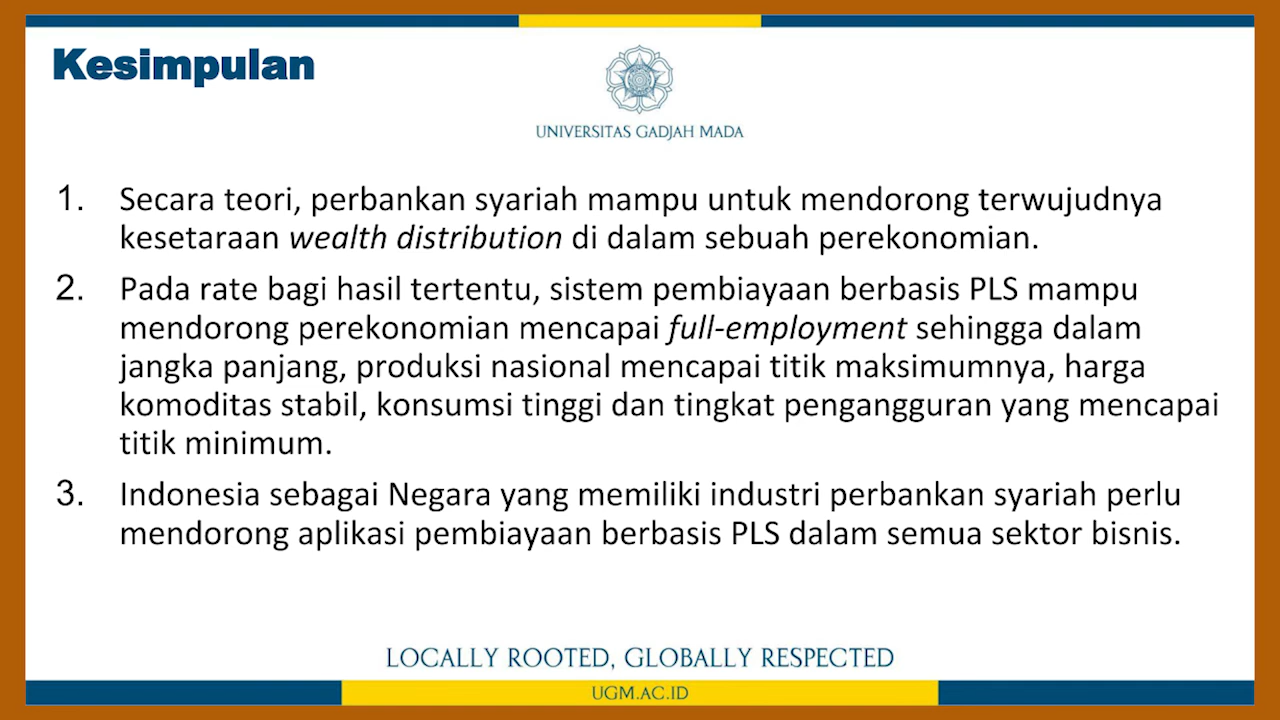 Kesimpulan
UNIVERSITAS GADJAH MADA
1. Secara teori, perbankan syariah mampu untuk mendorong terwujudnya
kesetaraan wealth distribution di dalam sebuah perekonomian.
2. Pada rate bagi hasil tertentu, sistem pembiayaan berbasis PLS mampu
mendorong perekonomian mencapai full-employment sehingga dalam
jangka panjang, produksi nasional mencapai titik maksimumnya, harga
komoditas stabil, konsumsi tinggi dan tingkat pengangguran yang mencapai
titik minimum.
3. Indonesia sebagai Negara yang memiliki industri perbankan syariah perlu
mendorong aplikasi pembiayaan berbasis PLS dalam semua sektor bisnis.
LOCALLY ROOTED, GLOBALLY RESPECTED
UGM.AC.ID